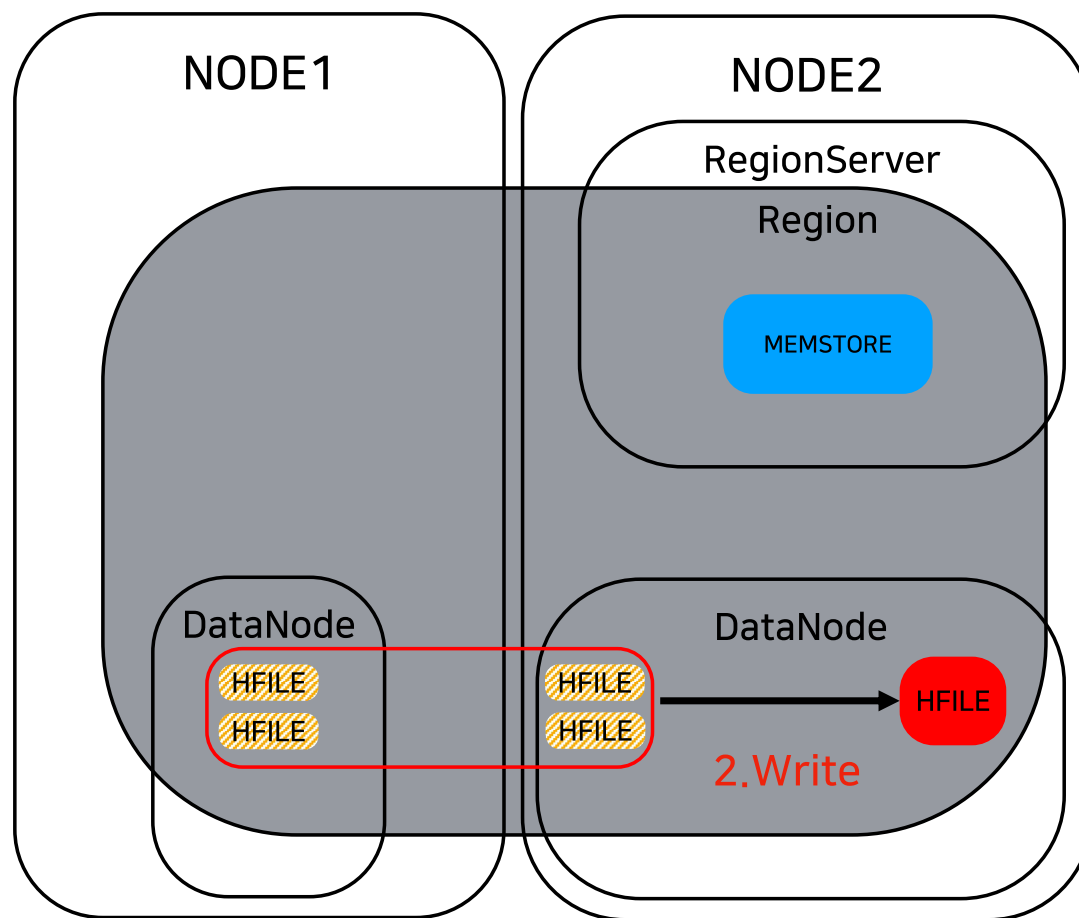 NODE1
NODE2
RegionServer
Region
MEMSTORE
DataNode
DataNode
HFILE
HFILE
HFILE
HFILE
HFILE
2.Write